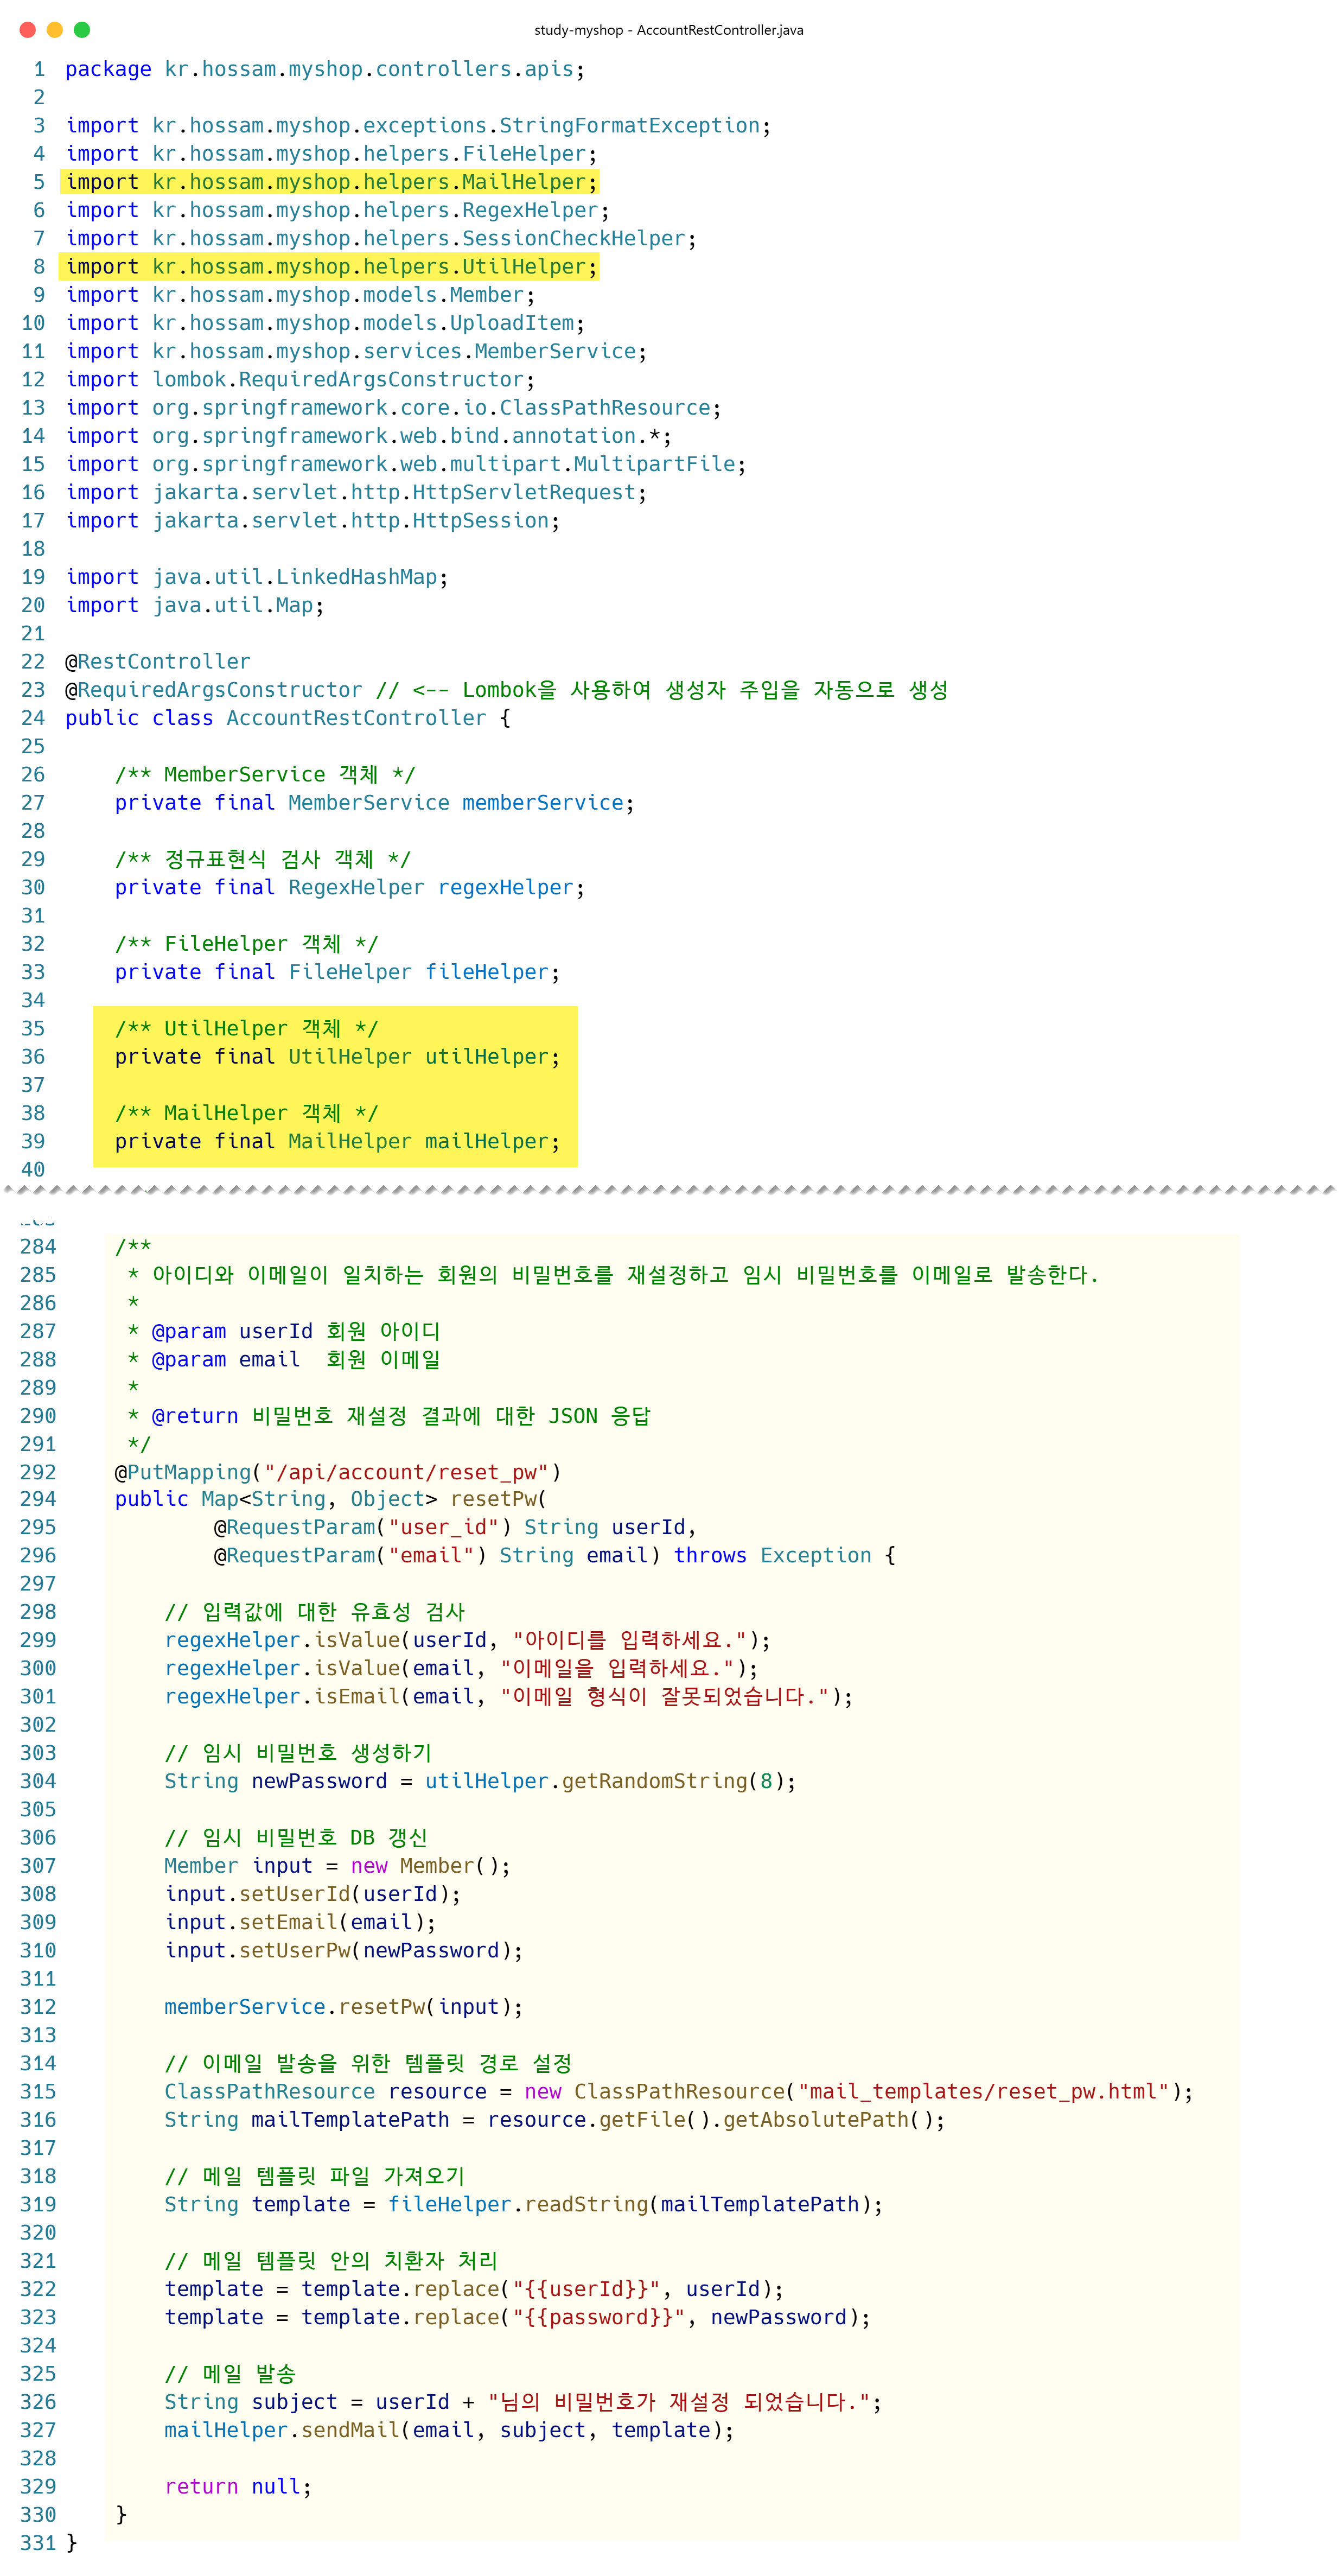 study-myshop - AccountRestController.java
1 package kr.hossam.myshop.controllers.apis;
2
3 import kr.hossam.myshop.exceptions.StringFormatException;
4 import kr.hossam.myshop.helpers.FileHelper;
5 import kr.hossam.myshop.helpers.MailHelper;
6 import kr.hossam.myshop.helpers.RegexHelper;
7 import kr.hossam.myshop.helpers.SessionCheckHelper;
8 import kr.hossam.myshop.helpers.UtilHelper;
9 import kr.hossam.myshop.models.Member;
10 import kr.hossam.myshop.models.UploadItem;
11 import kr.hossam.myshop.services.MemberService;
12 import lombok.RequiredArgsConstructor;
13 import org.springframework.core.io.ClassPathResource;
14 import org.springframework.web.bind.annotation.*;
15 import org.springframework.web.multipart.MultipartFile;
16 import jakarta.servlet.http.HttpServletRequest;
17 import jakarta.servlet.http.HttpSession;
18
19 import java.util.LinkedHashMap;
20 import java.util.Map;
21
22 @RestController
23 @RequiredArgsConstructor // <-- Lombok을 사용하여 생성자 주입을 자동으로 생성
24 public class AccountRestController {
25
26     /** MemberService 객체 */
27     private final MemberService memberService;
28
29     /** 정규표현식 검사 객체 */
30     private final RegexHelper regexHelper;
31
32     /** FileHelper 객체 */
33     private final FileHelper fileHelper;
34
35     /** UtilHelper 객체 */
36     private final UtilHelper utilHelper;
37
38     /** MailHelper 객체 */
39     private final MailHelper mailHelper;
40
284     /**
285      * 아이디와 이메일이 일치하는 회원의 비밀번호를 재설정하고 임시 비밀번호를 이메일로 발송한다.
286      *
287      * @param userId 회원 아이디
288      * @param email  회원 이메일
289      *
290      * @return 비밀번호 재설정 결과에 대한 JSON 응답
291      */
292     @PutMapping("/api/account/reset_pw")
294     public Map<String, Object> resetPw(
295             @RequestParam("user_id") String userId,
296             @RequestParam("email") String email) throws Exception {
297
298         // 입력값에 대한 유효성 검사
299         regexHelper.isValue(userId, "아이디를 입력하세요.");
300         regexHelper.isValue(email, "이메일을 입력하세요.");
301         regexHelper.isEmail(email, "이메일 형식이 잘못되었습니다.");
302
303         // 임시 비밀번호 생성하기
304         String newPassword = utilHelper.getRandomString(8);
305
306         // 임시 비밀번호 DB 갱신
307         Member input = new Member();
308         input.setUserId(userId);
309         input.setEmail(email);
310         input.setUserPw(newPassword);
311
312         memberService.resetPw(input);
313
314         // 이메일 발송을 위한 템플릿 경로 설정
315         ClassPathResource resource = new ClassPathResource("mail_templates/reset_pw.html");
316         String mailTemplatePath = resource.getFile().getAbsolutePath();
317
318         // 메일 템플릿 파일 가져오기
319         String template = fileHelper.readString(mailTemplatePath);
320
321         // 메일 템플릿 안의 치환자 처리
322         template = template.replace("{{userId}}", userId);
323         template = template.replace("{{password}}", newPassword);
324
325         // 메일 발송
326         String subject = userId + "님의 비밀번호가 재설정 되었습니다.";
327         mailHelper.sendMail(email, subject, template);
328
329         return null;
330     }
331 }